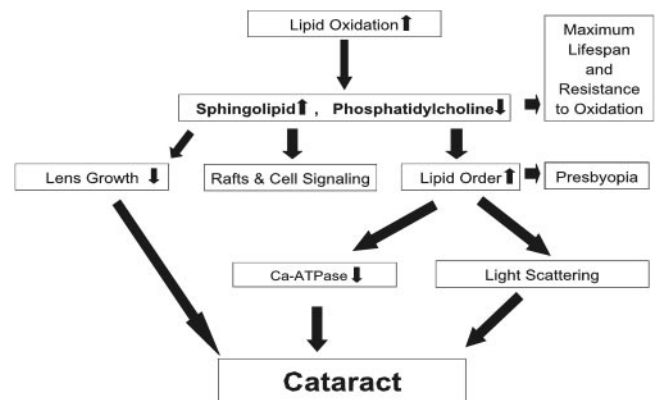 Lipid Oxidation
Maximum
Lifespan
and
Resistance
to Oxidation
Sphingolipid , Phosphatidylcholine
Lens Growth
Rafts & Cell Signaling
Lipid Order
Presbyopia
Ca-ATPase
Light Scattering
Cataract